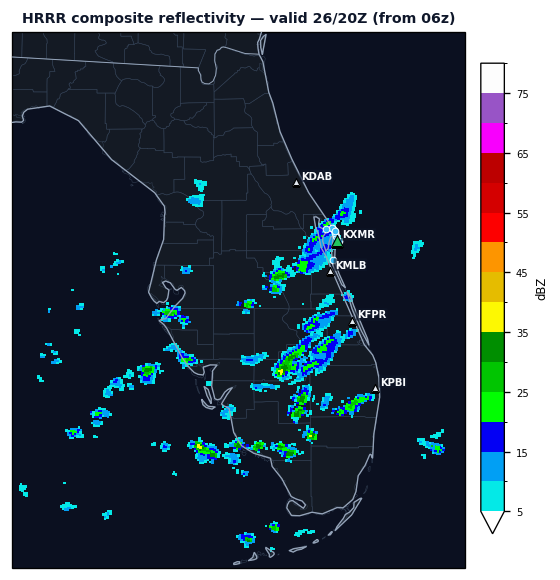 HRRR composite reflectivity — valid 26/20Z (from 06z)
KDAB
KXMR
KMLB
KFPR
KPBI
75
65
55
45
35
25
15
5
dBZ